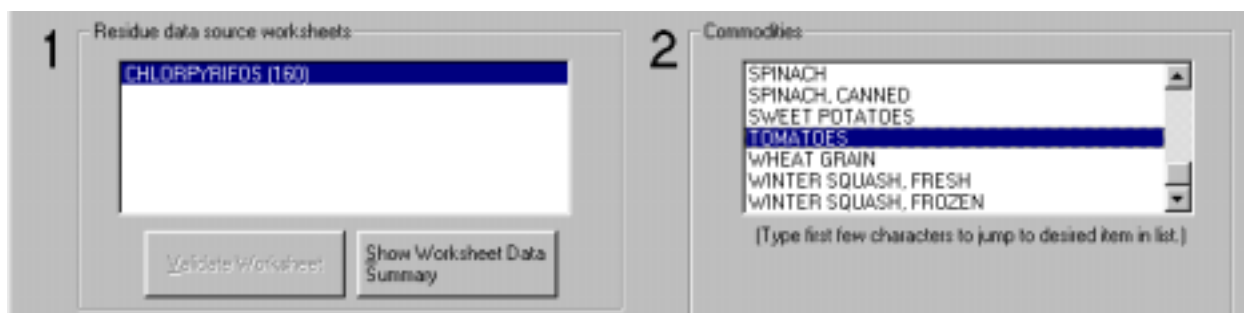 1
Residue data source worksheets
CHLORPYRIFOS (160)
Validate Worksheet
Show Worksheet Data
Summary
2
Commodities
SPINACH
SPINACH, CANNED
SWEET POTATOES
TOMATOES
WHEAT GRAIN
WINTER SQUASH, FRESH
WINTER SQUASH, FROZEN
(Type first few characters to jump to desired item in list.)